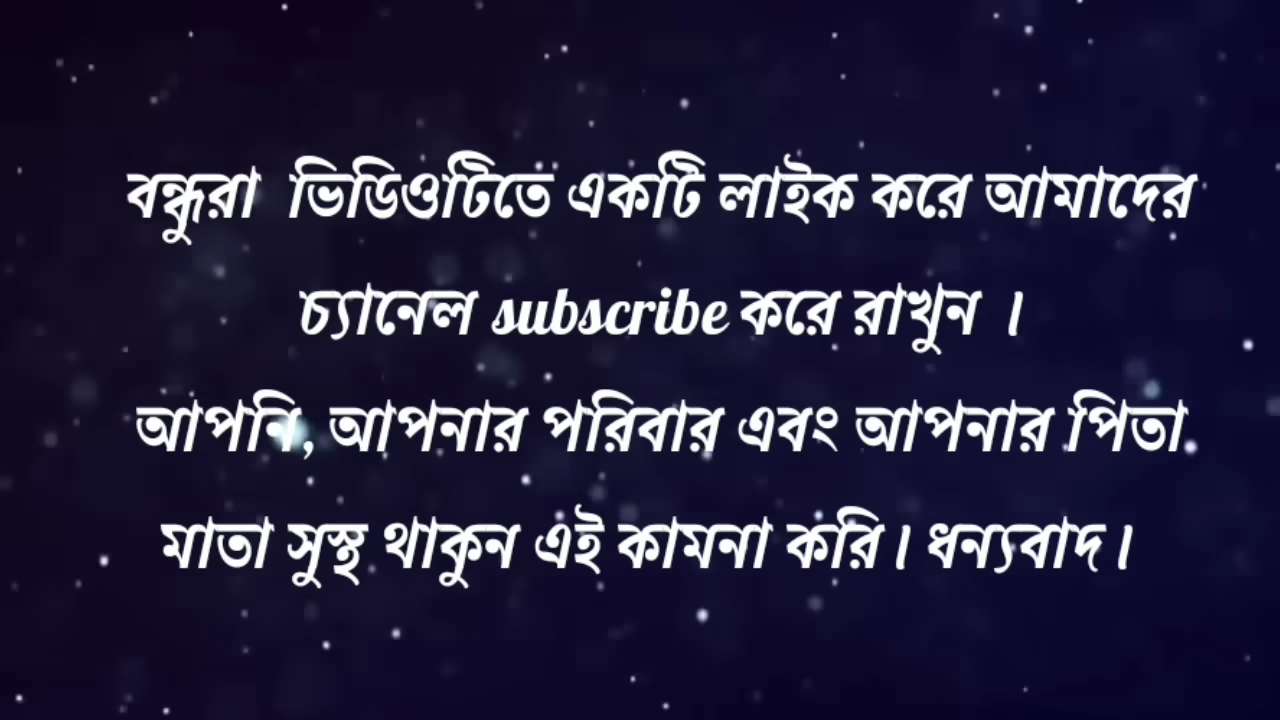 বন্ধুরা ভিডিওটিতে একটি লাইক করে আমাদের
চ্যানেল subscribe করে রাখুন ।
আপনি, আপনার পরিবার এবং আপনার পিতা
মাতা সুস্থ থাকুন এই কামনা করি। ধন্যবাদ।